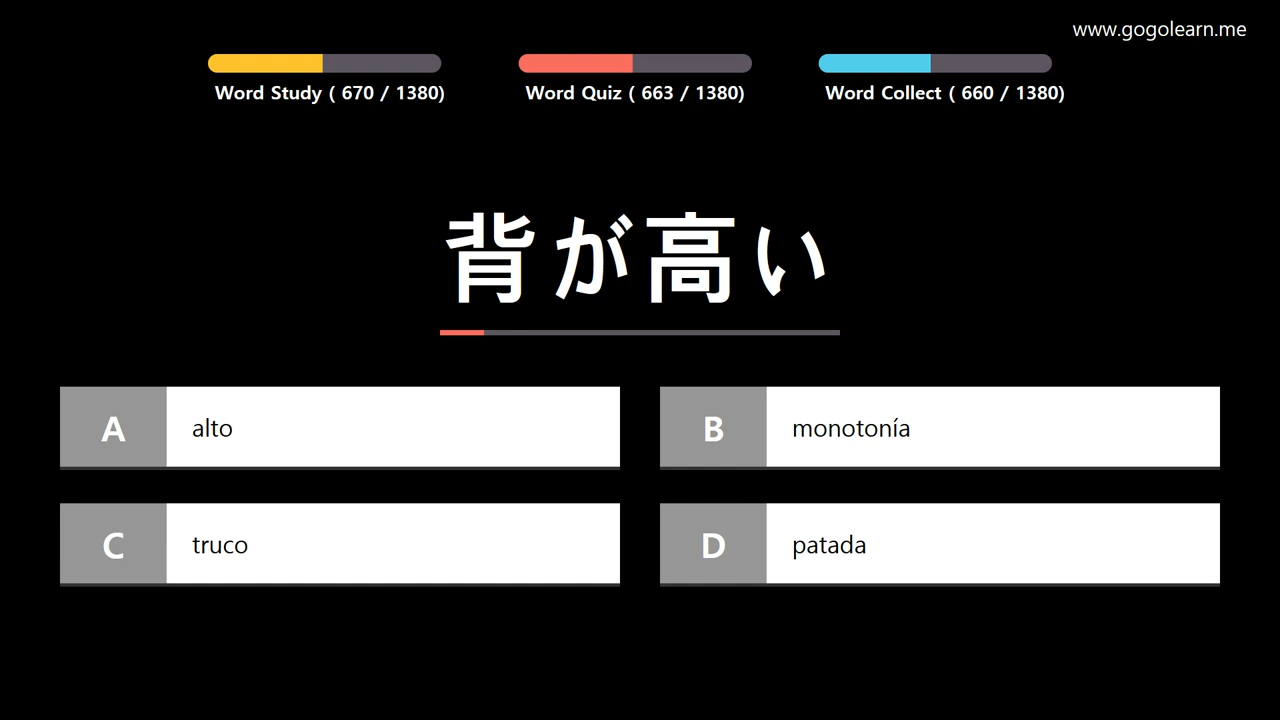 www.gogolearn.me
Word Study ( 670 / 1380)
Word Quiz ( 663 / 1380)
Word Collect ( 660 / 1380)
背が高い
A alto
B monotonía
C truco
D patada